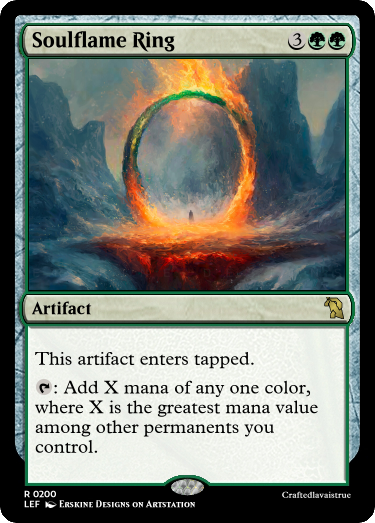 Soulflame Ring 3
Artifact
This artifact enters tapped.
: Add X mana of any one color,
where X is the greatest mana value
among other permanents you
control.
R 0200
LEF Erskine Designs on Artstation
Craftedlavaistrue